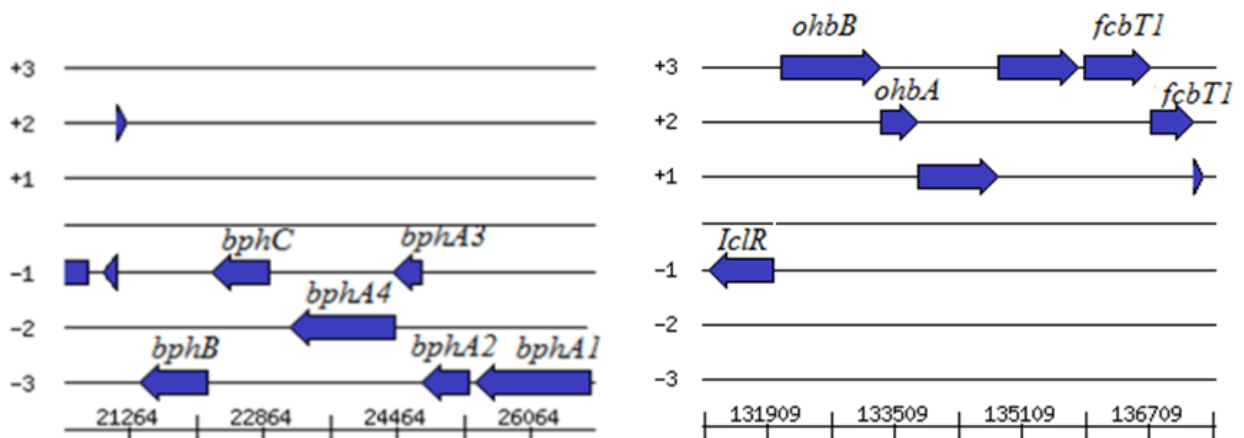 +3
+2
+1
bphC
bphA3
-1
bphA4
-2
bphB
bphA2
bphA1
-3
21264 22864 24464 26064
ohbB
fcbT1
+3
ohbA
fcbT1
+2
+1
IclR
-1
-2
-3
131909 133509 135109 136709